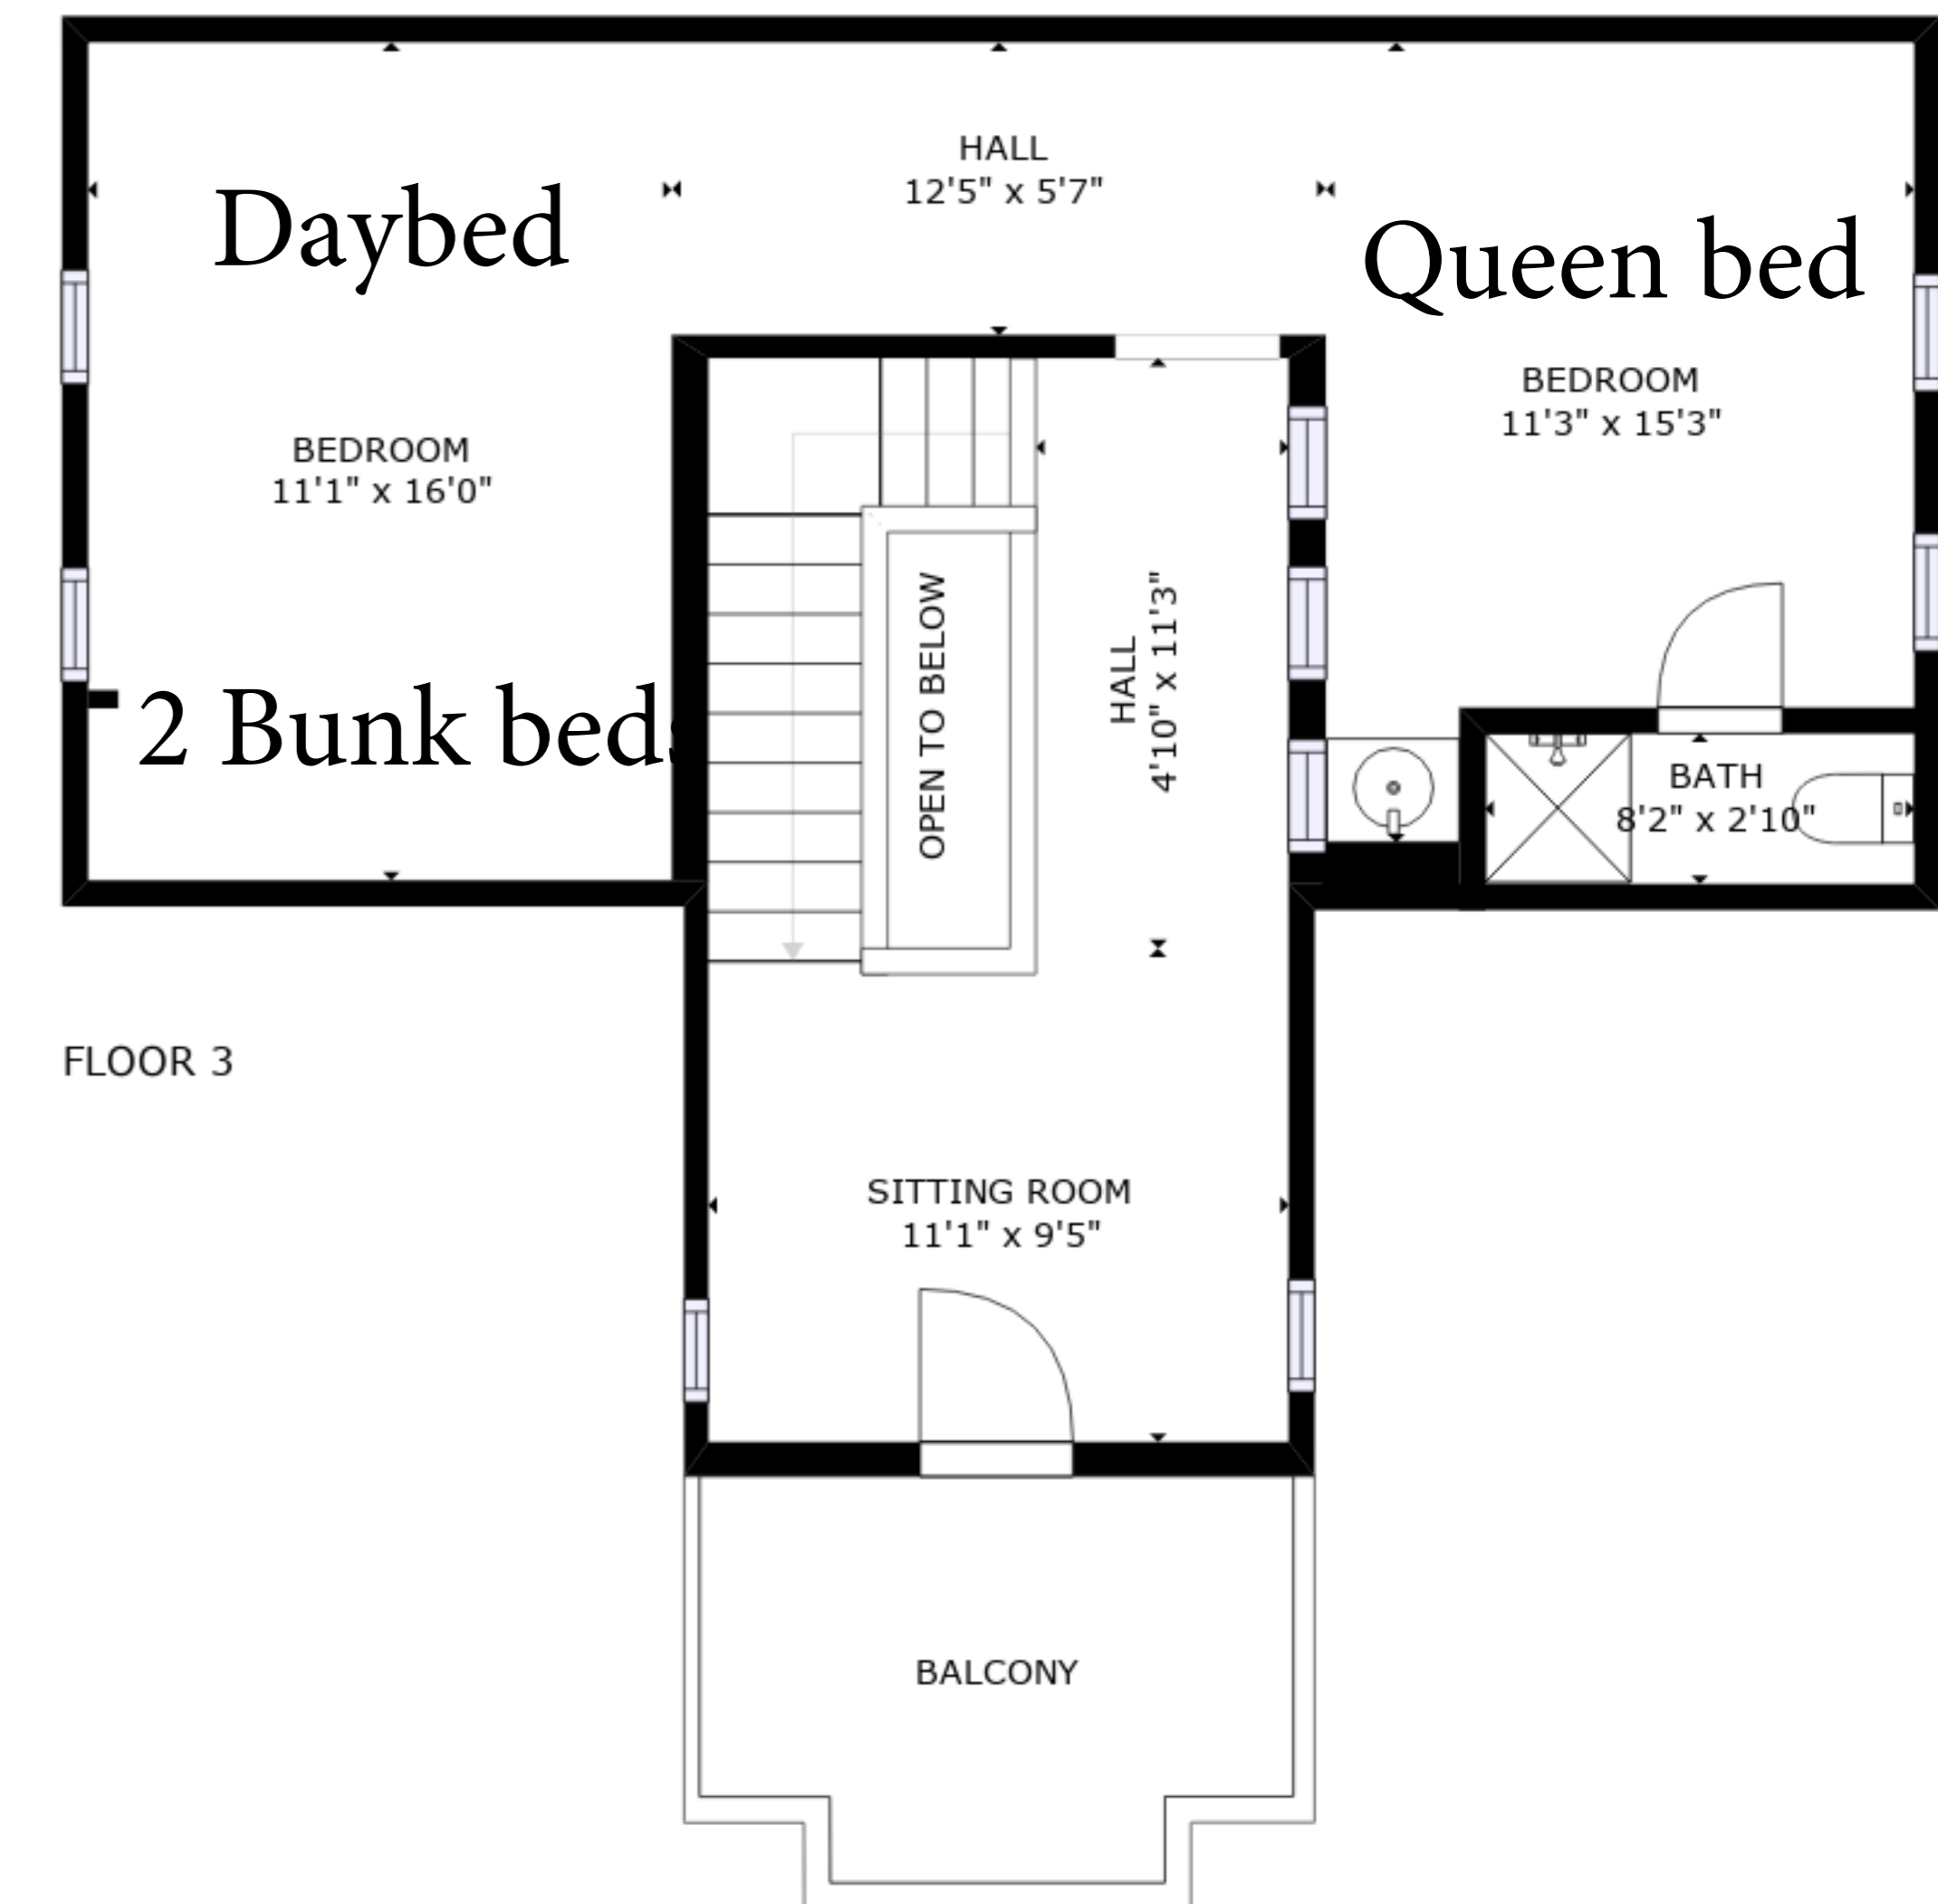 HALL
12'5" x 5'7"
Daybed
Queen bed
BEDROOM
11'3" x 15'3"
BEDROOM
11'1" x 16'0"
OPEN TO BELOW
HALL
4'10" x 11'3"
2 Bunk beds
BATH
8'2" x 2'10"
FLOOR 3
SITTING ROOM
11'1" x 9'5"
BALCONY